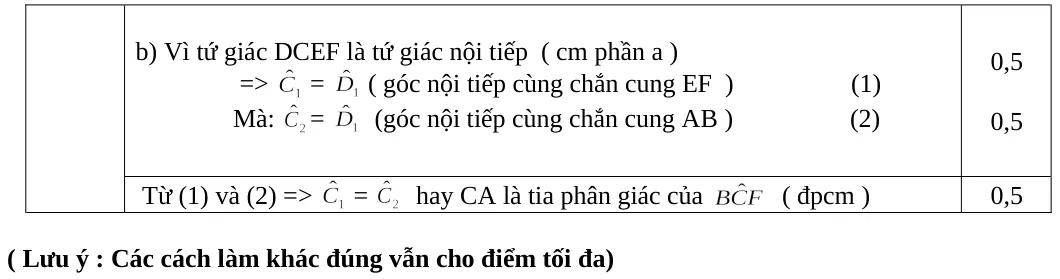 b) Vì tứ giác DCEF là tứ giác nội tiếp ( cm phần a )
0,5
=> Ĉ₁ = D̂₁ ( góc nội tiếp cùng chắn cung EF ) (1)
Mà: Ĉ₂ = D̂₁ (góc nội tiếp cùng chắn cung AB ) (2)
0,5
Từ (1) và (2) => Ĉ₁ = Ĉ₂ hay CA là tia phân giác của BĈF ( đpcm )
0,5
( Lưu ý : Các cách làm khác đúng vẫn cho điểm tối đa)